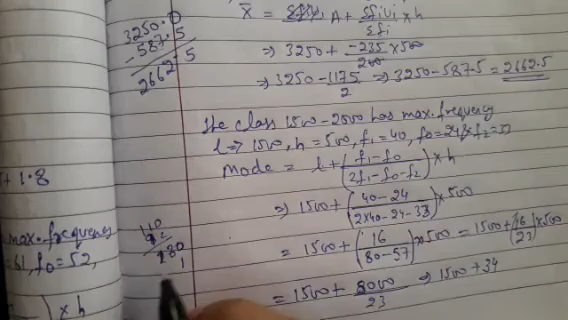 3250.0
- 587.5
2662.5
X̄ = Σfiui A + Σfiui/Σfi × h
⇒ 3250 + -235/200 × 500
⇒ 3250 - 1175/2 ⇒ 3250 - 587.5 = 2662.5
The class 1500 - 2000 has max. frequency
l ⇒ 1500, h = 500, f1 = 40, f0 = 24 & f2 = 33
Mode = l + (f1 - f0/2f1 - f0 - f2) × h
⇒ 1500 + (40 - 24/2×40 - 24 - 33) × 500
= 1500 + (16/80 - 57) × 500 = 1500 + (16/23) × 500
= 1500 + 8000/23 ⇒ 1500 + 34
+ 1.8
max. frequency
61, f0 = 52,
) × h